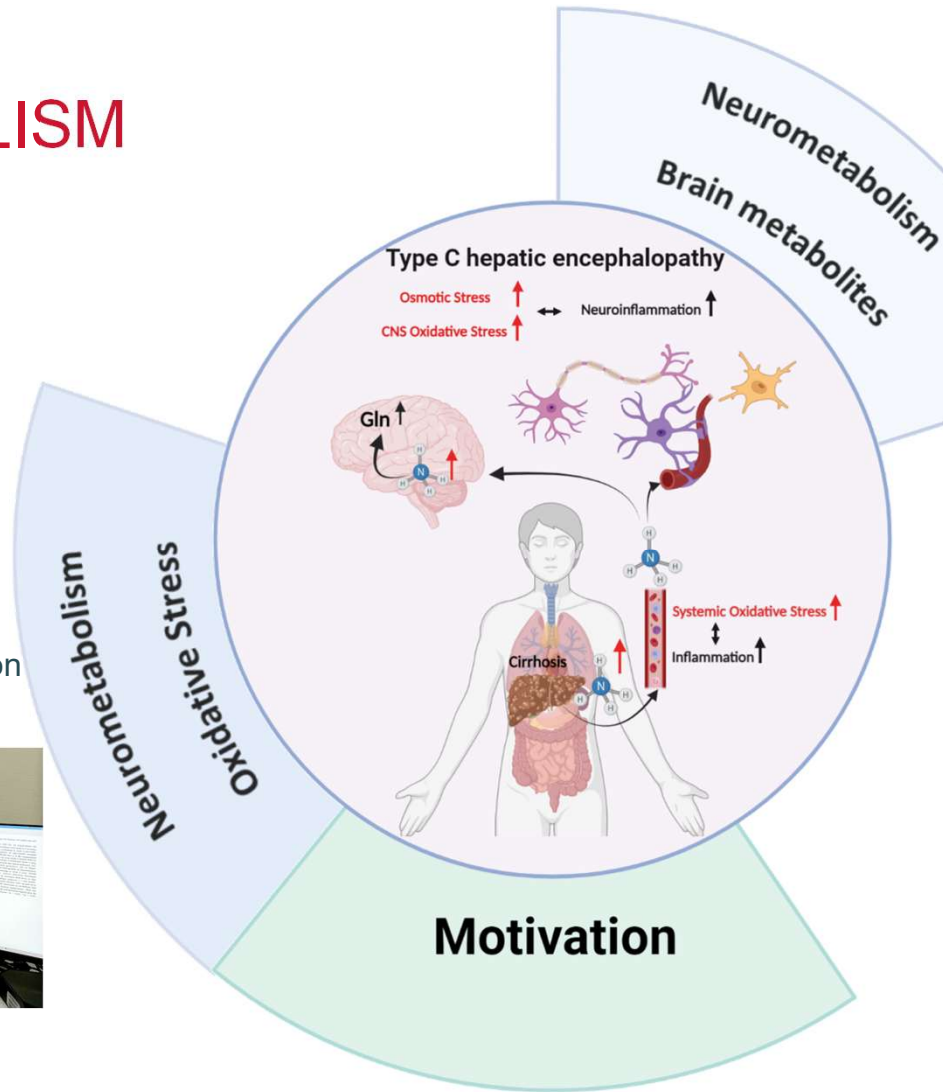 LISM
Neurometabolism
Brain metabolites
Type C hepatic encephalopathy
Osmotic Stress
CNS Oxidative Stress
Neuroinflammation
Gln
H
N
H
H
H
H
N
H
H
H
Systemic Oxidative Stress
Inflammation
Cirrhosis
H
N
H
H
H
Oxidative Stress
Neurometabolism
on
Motivation